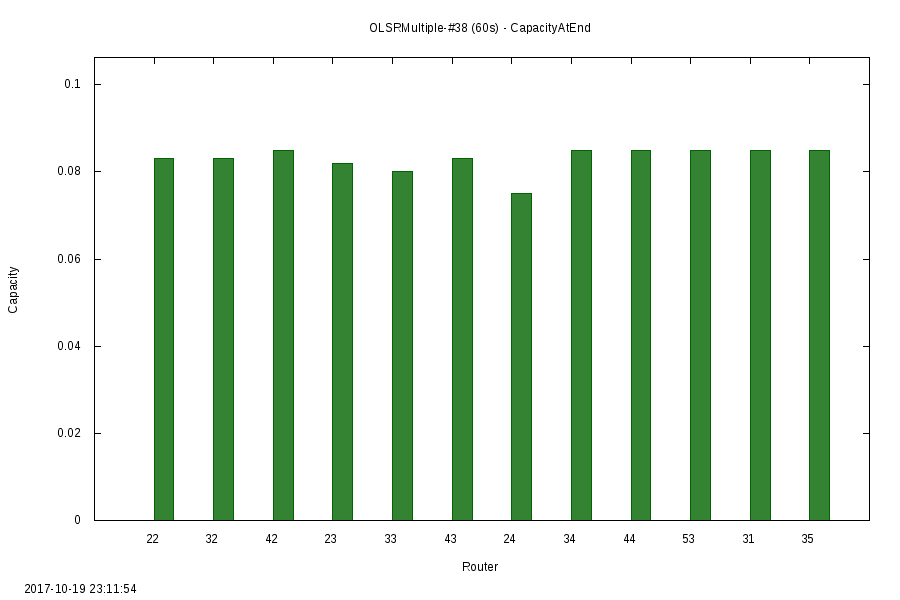 OLSRMultiple-#38 (60s) - CapacityAtEnd
0.1
0.08
0.06
0.04
0.02
0
Capacity
22 32 42 23 33 43 24 34 44 53 31 35
Router
2017-10-19 23:11:54